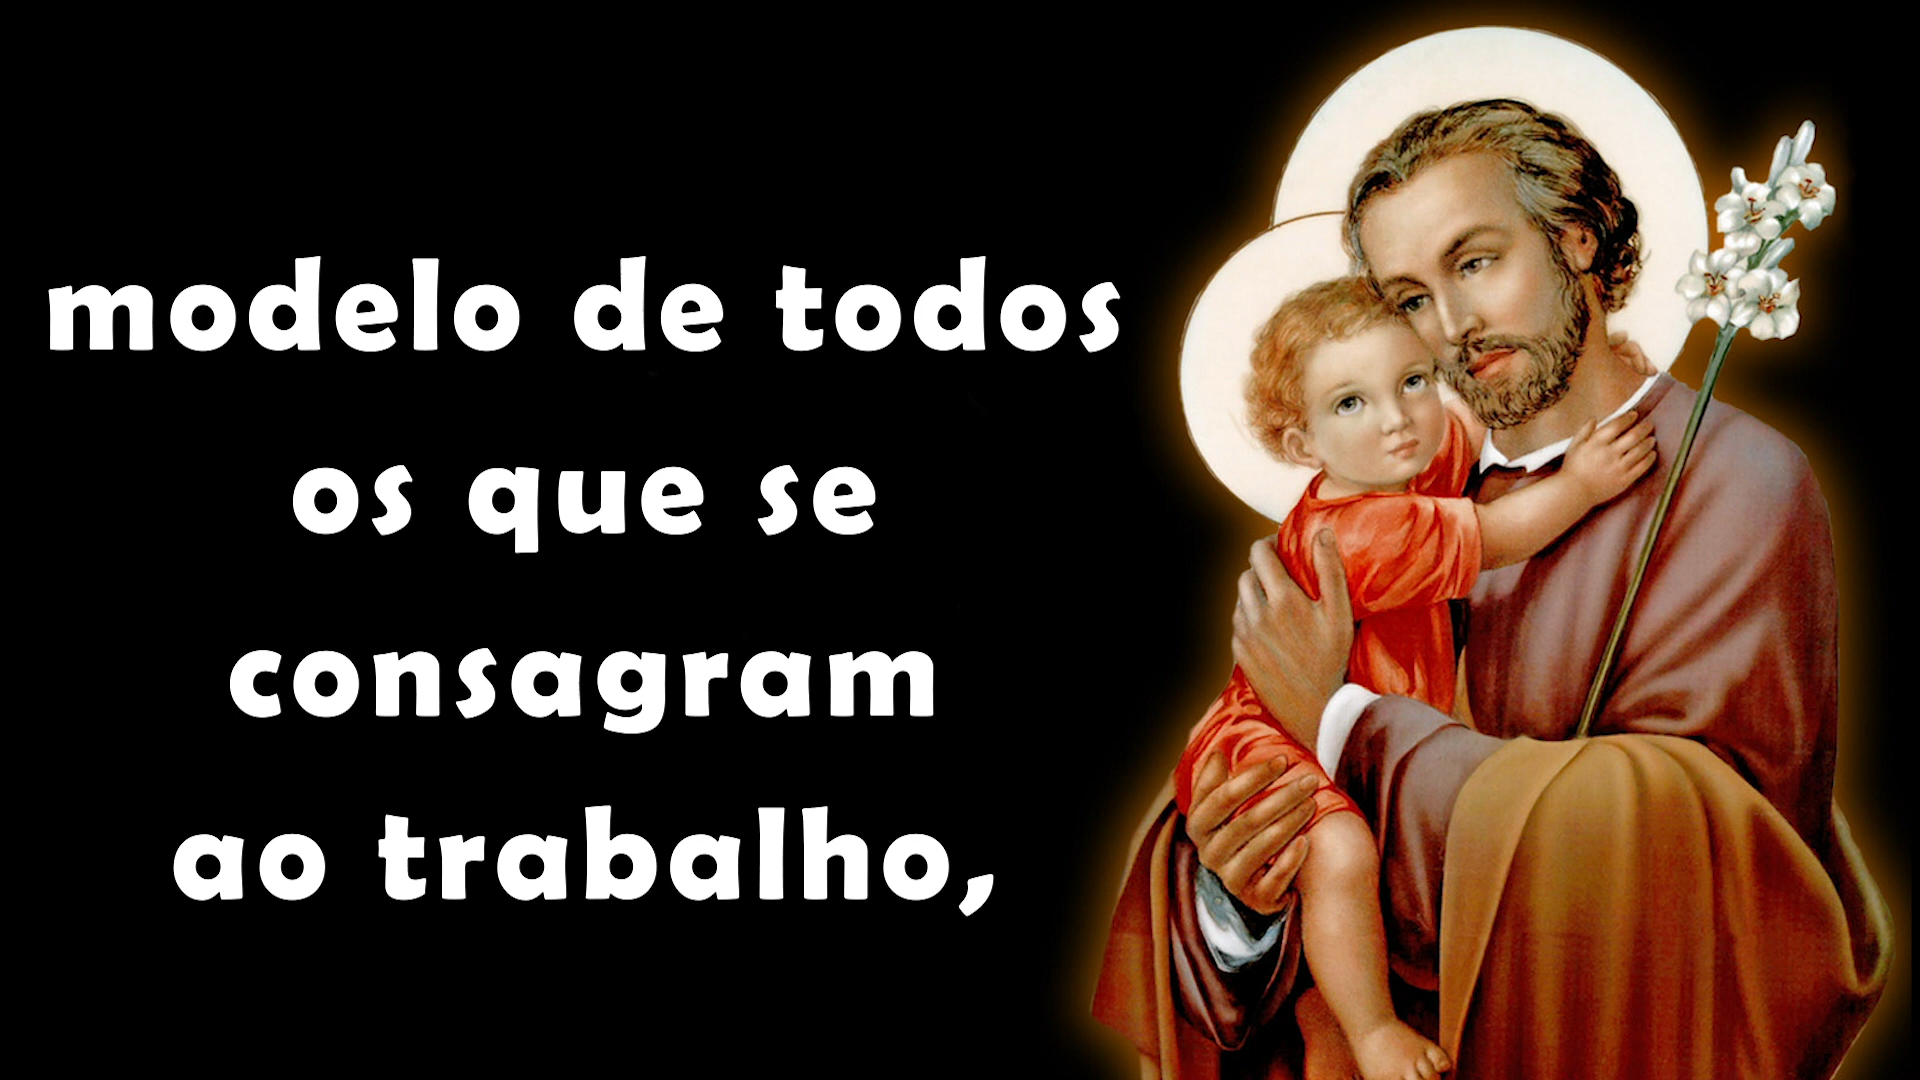 modelo de todos
os que se
consagram
ao trabalho,